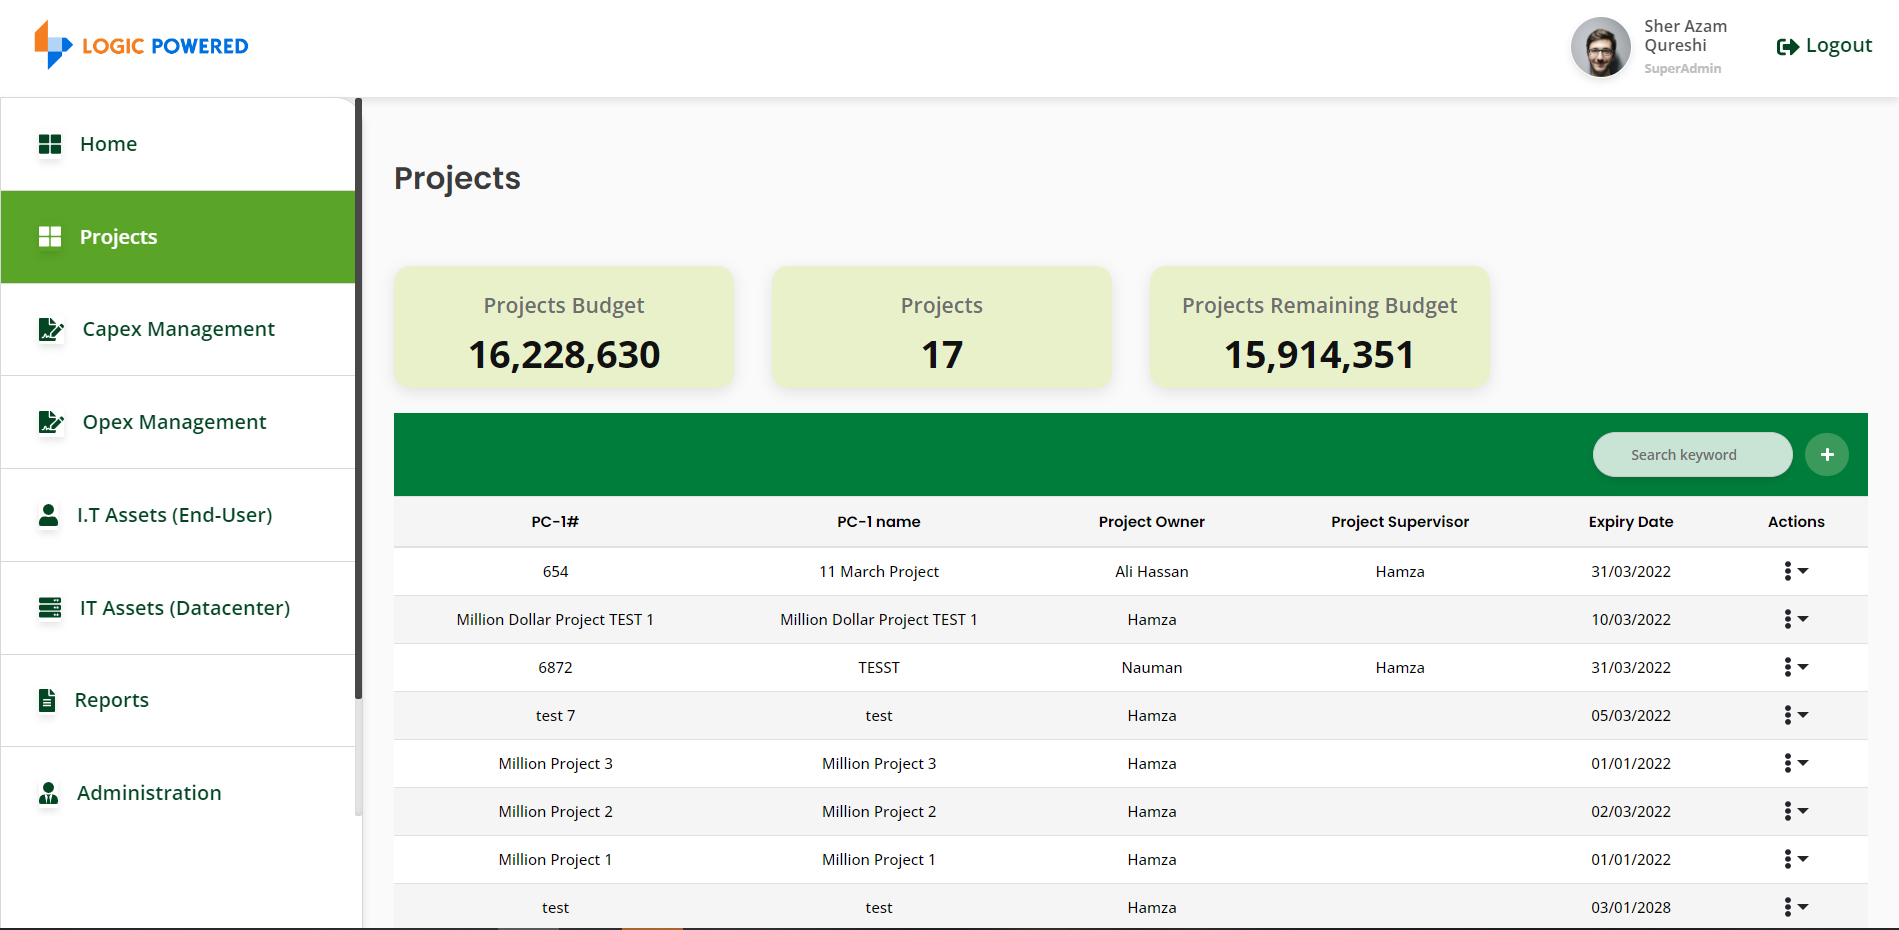 LOGIC POWERED
Sher Azam
Qureshi
SuperAdmin
Logout
Home
Projects
Capex Management
Opex Management
I.T Assets (End-User)
IT Assets (Datacenter)
Reports
Administration
Projects
Projects Budget
16,228,630
Projects
17
Projects Remaining Budget
15,914,351
Search keyword
+
PC-1# PC-1 name Project Owner Project Supervisor Expiry Date Actions
654 11 March Project Ali Hassan Hamza 31/03/2022
Million Dollar Project TEST 1 Million Dollar Project TEST 1 Hamza 10/03/2022
6872 TESST Nauman Hamza 31/03/2022
test 7 test Hamza 05/03/2022
Million Project 3 Million Project 3 Hamza 01/01/2022
Million Project 2 Million Project 2 Hamza 02/03/2022
Million Project 1 Million Project 1 Hamza 01/01/2022
test test Hamza 03/01/2028